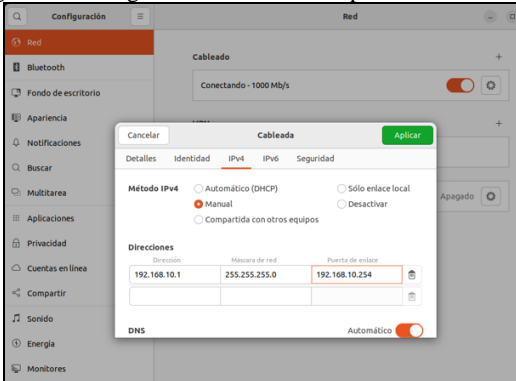 Configuración
Red
Red
Bluetooth
Fondo de escritorio
Apariencia
Notificaciones
Buscar
Multitarea
Aplicaciones
Privacidad
Cuentas en línea
Compartir
Sonido
Energía
Monitores
Cableado
Conectando - 1000 Mb/s
Apagado
Cancelar
Cableada
Aplicar
Detalles Identidad IPv4 IPv6 Seguridad
Método IPv4
Automático (DHCP) Sólo enlace local
Manual Desactivar
Compartida con otros equipos
Direcciones
Dirección Máscara de red Puerta de enlace
192.168.10.1 255.255.255.0 192.168.10.254
DNS Automático